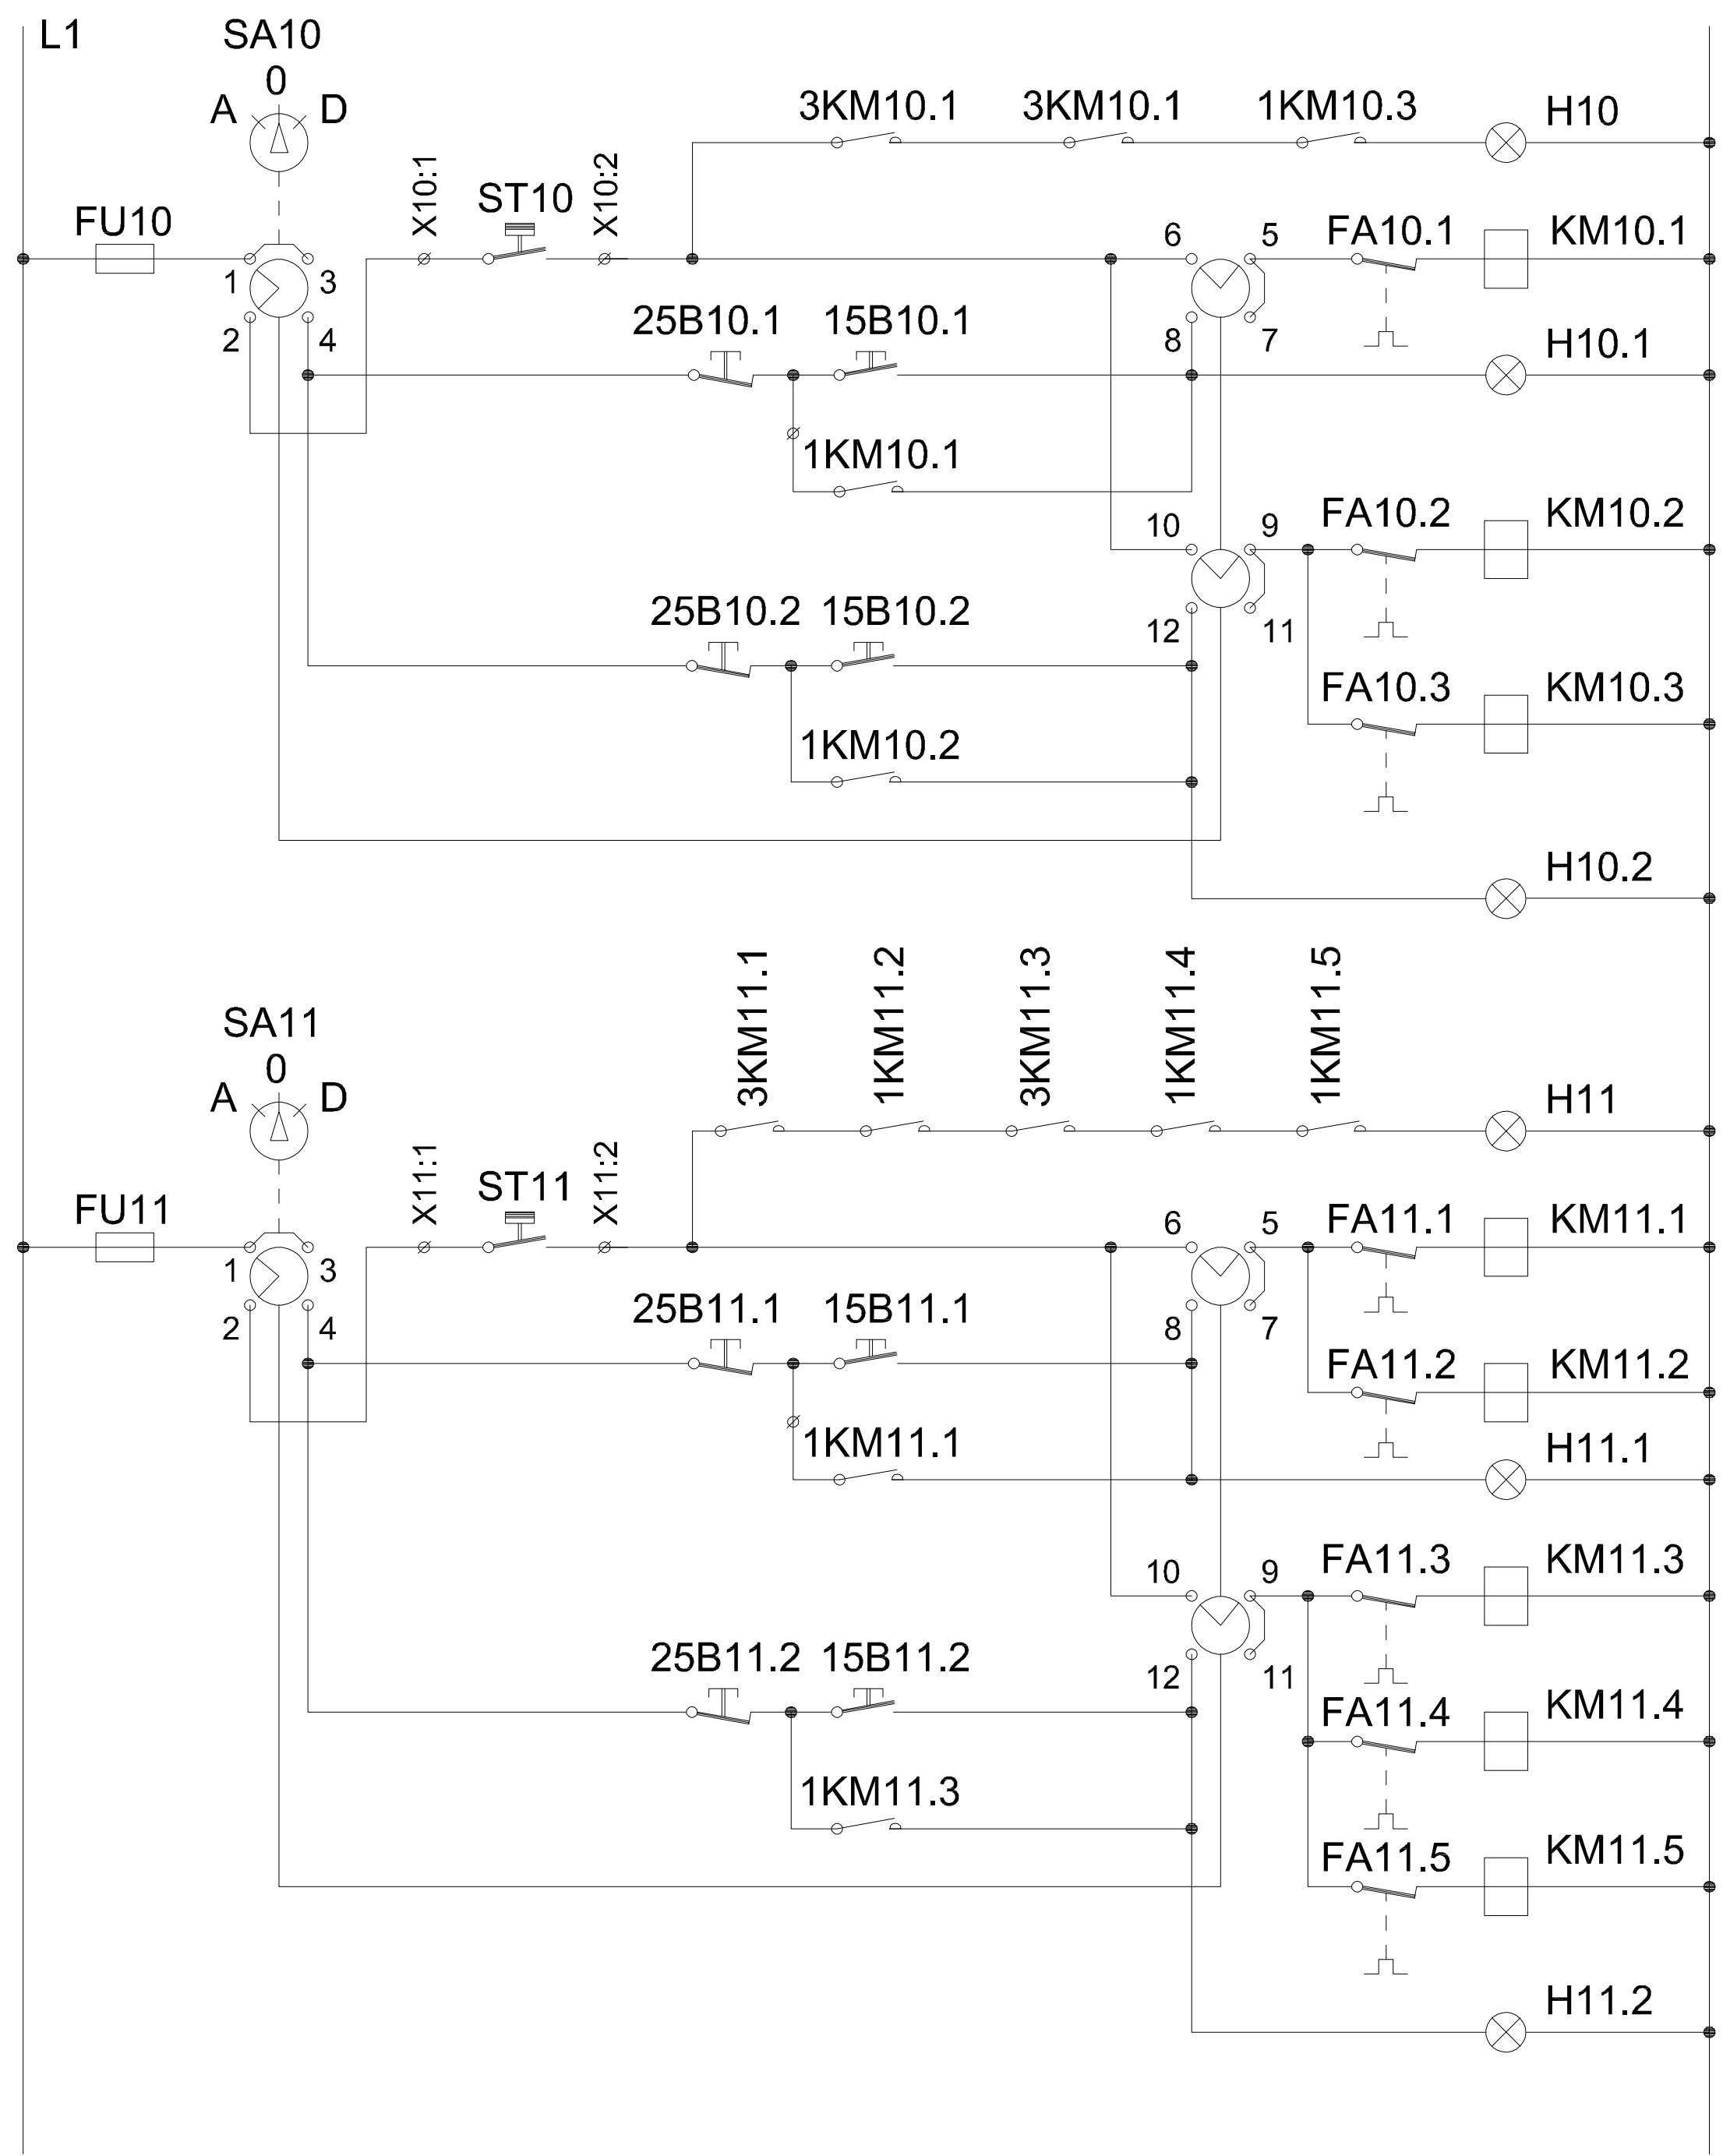 L1
SA10
0
A D
3KM10.1 3KM10.1 1KM10.3 H10
X10:1 ST10 X10:2
FU10 6 5 FA10.1 KM10.1
1 3
2 4 25B10.1 15B10.1 8 7 H10.1
1KM10.1
10 9 FA10.2 KM10.2
25B10.2 15B10.2 12 11
FA10.3 KM10.3
1KM10.2
H10.2
3KM11.1 1KM11.2 3KM11.3 1KM11.4 1KM11.5
SA11
0
A D H11
X11:1 ST11 X11:2
FU11 6 5 FA11.1 KM11.1
1 3
2 4 25B11.1 15B11.1 8 7
FA11.2 KM11.2
1KM11.1 H11.1
10 9 FA11.3 KM11.3
25B11.2 15B11.2 12 11
FA11.4 KM11.4
1KM11.3
FA11.5 KM11.5
H11.2